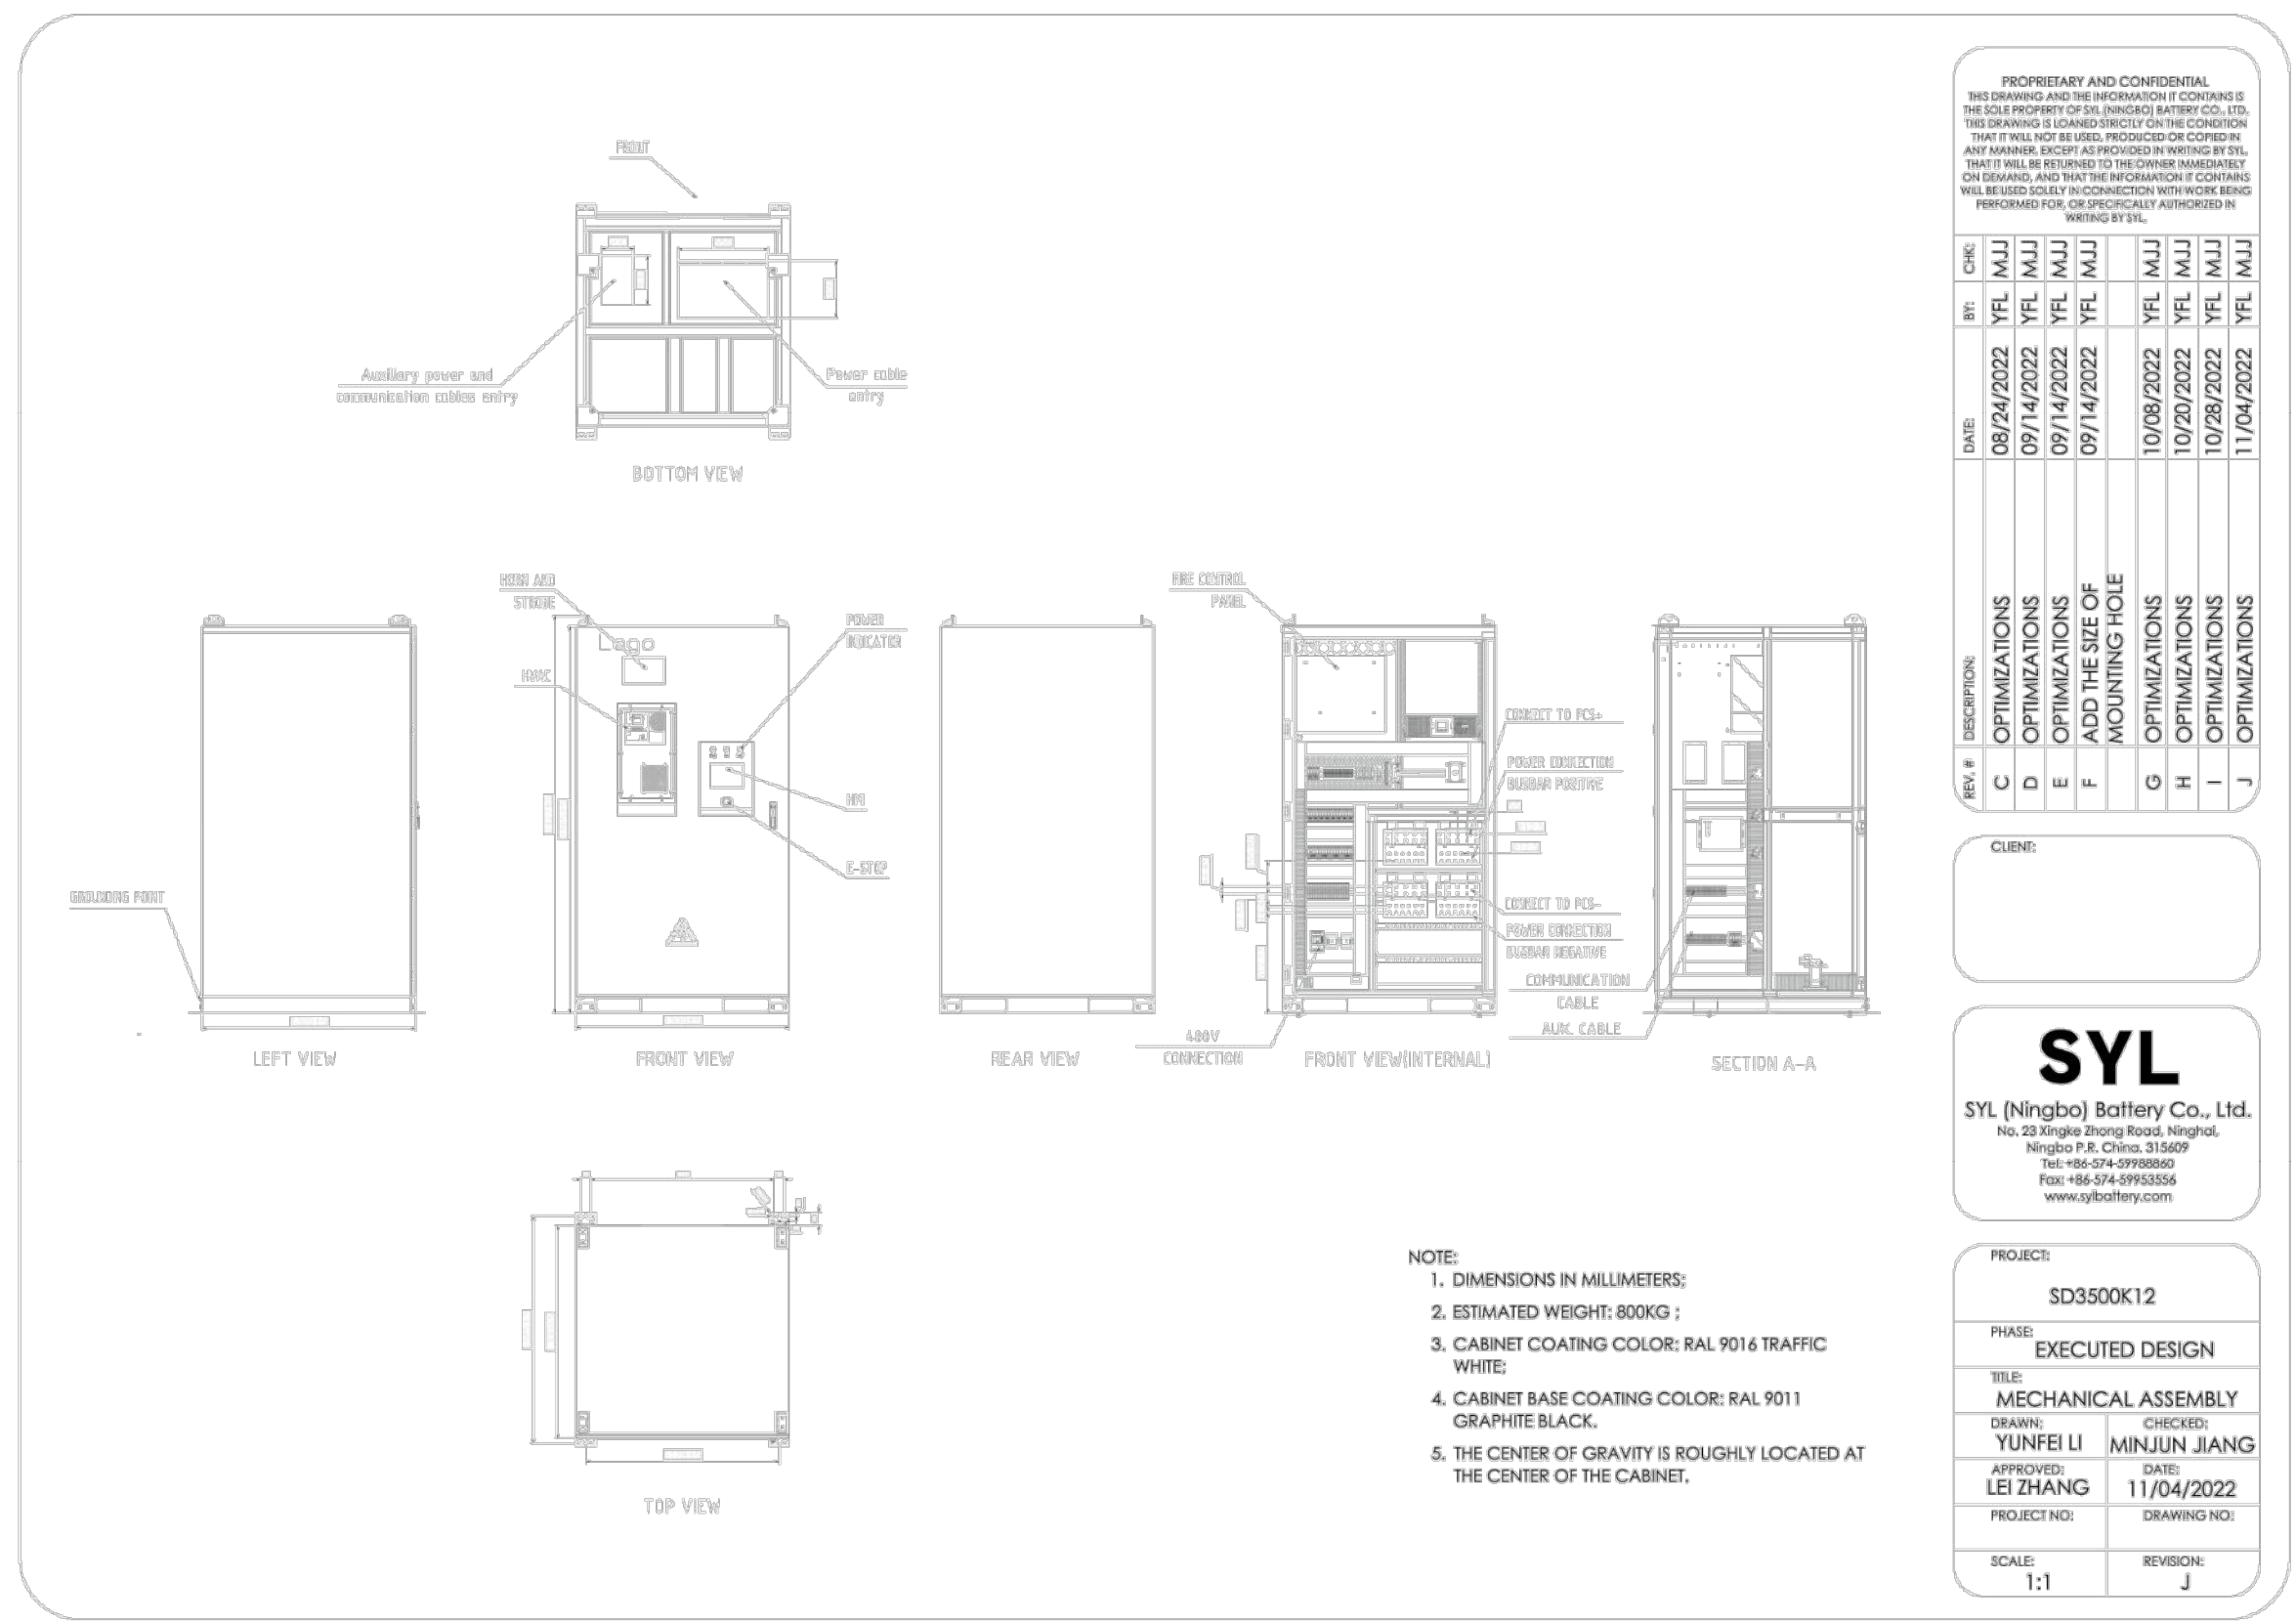 FRONT
Auxiliary power and
communication cables entry
Power cable
entry
BOTTOM VIEW
HORN AND
STROBE
Logo
HVAC
POWER
INDICATOR
HMI
E-STOP
GROUNDING POINT
LEFT VIEW
FRONT VIEW
REAR VIEW
FIRE CONTROL
PANEL
CONNECT TO PCS+
POWER CONNECTION
BUSBAR POSITIVE
CONNECT TO PCS-
POWER CONNECTION
BUSBAR NEGATIVE
COMMUNICATION
CABLE
AUX. CABLE
480V
CONNECTION
FRONT VIEW(INTERNAL)
SECTION A-A
TOP VIEW
NOTE:
1. DIMENSIONS IN MILLIMETERS;
2. ESTIMATED WEIGHT: 800KG ;
3. CABINET COATING COLOR: RAL 9016 TRAFFIC
WHITE;
4. CABINET BASE COATING COLOR: RAL 9011
GRAPHITE BLACK.
5. THE CENTER OF GRAVITY IS ROUGHLY LOCATED AT
THE CENTER OF THE CABINET.
PROPRIETARY AND CONFIDENTIAL
THIS DRAWING AND THE INFORMATION IT CONTAINS IS
THE SOLE PROPERTY OF SYL (NINGBO) BATTERY CO., LTD.
THIS DRAWING IS LOANED STRICTLY ON THE CONDITION
THAT IT WILL NOT BE USED, PRODUCED OR COPIED IN
ANY MANNER, EXCEPT AS PROVIDED IN WRITING BY SYL,
THAT IT WILL BE RETURNED TO THE OWNER IMMEDIATELY
ON DEMAND, AND THAT THE INFORMATION IT CONTAINS
WILL BE USED SOLELY IN CONNECTION WITH WORK BEING
PERFORMED FOR, OR SPECIFICALLY AUTHORIZED IN
WRITING BY SYL.
REV. # DESCRIPTION: DATE: BY: CHK:
C OPTIMIZATIONS 08/24/2022 YFL MJJ
D OPTIMIZATIONS 09/14/2022 YFL MJJ
E OPTIMIZATIONS 09/14/2022 YFL MJJ
F ADD THE SIZE OF 09/14/2022 YFL MJJ
MOUNTING HOLE
G OPTIMIZATIONS 10/08/2022 YFL MJJ
H OPTIMIZATIONS 10/20/2022 YFL MJJ
I OPTIMIZATIONS 10/28/2022 YFL MJJ
J OPTIMIZATIONS 11/04/2022 YFL MJJ
CLIENT:
SYL
SYL (Ningbo) Battery Co., Ltd.
No. 23 Xingke Zhong Road, Ninghai,
Ningbo P.R. China. 315609
Tel: +86-574-59988860
Fax: +86-574-59953556
www.sylbattery.com
PROJECT:
SD3500K12
PHASE:
EXECUTED DESIGN
TITLE:
MECHANICAL ASSEMBLY
DRAWN: CHECKED:
YUNFEI LI MINJUN JIANG
APPROVED: DATE:
LEI ZHANG 11/04/2022
PROJECT NO: DRAWING NO:
SCALE: REVISION:
1:1 J